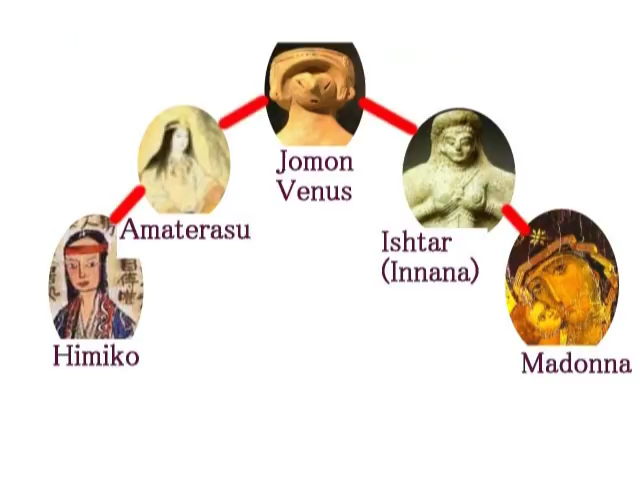 Jomon
Venus
Amaterasu
Ishtar
(Innana)
Himiko
Madonna